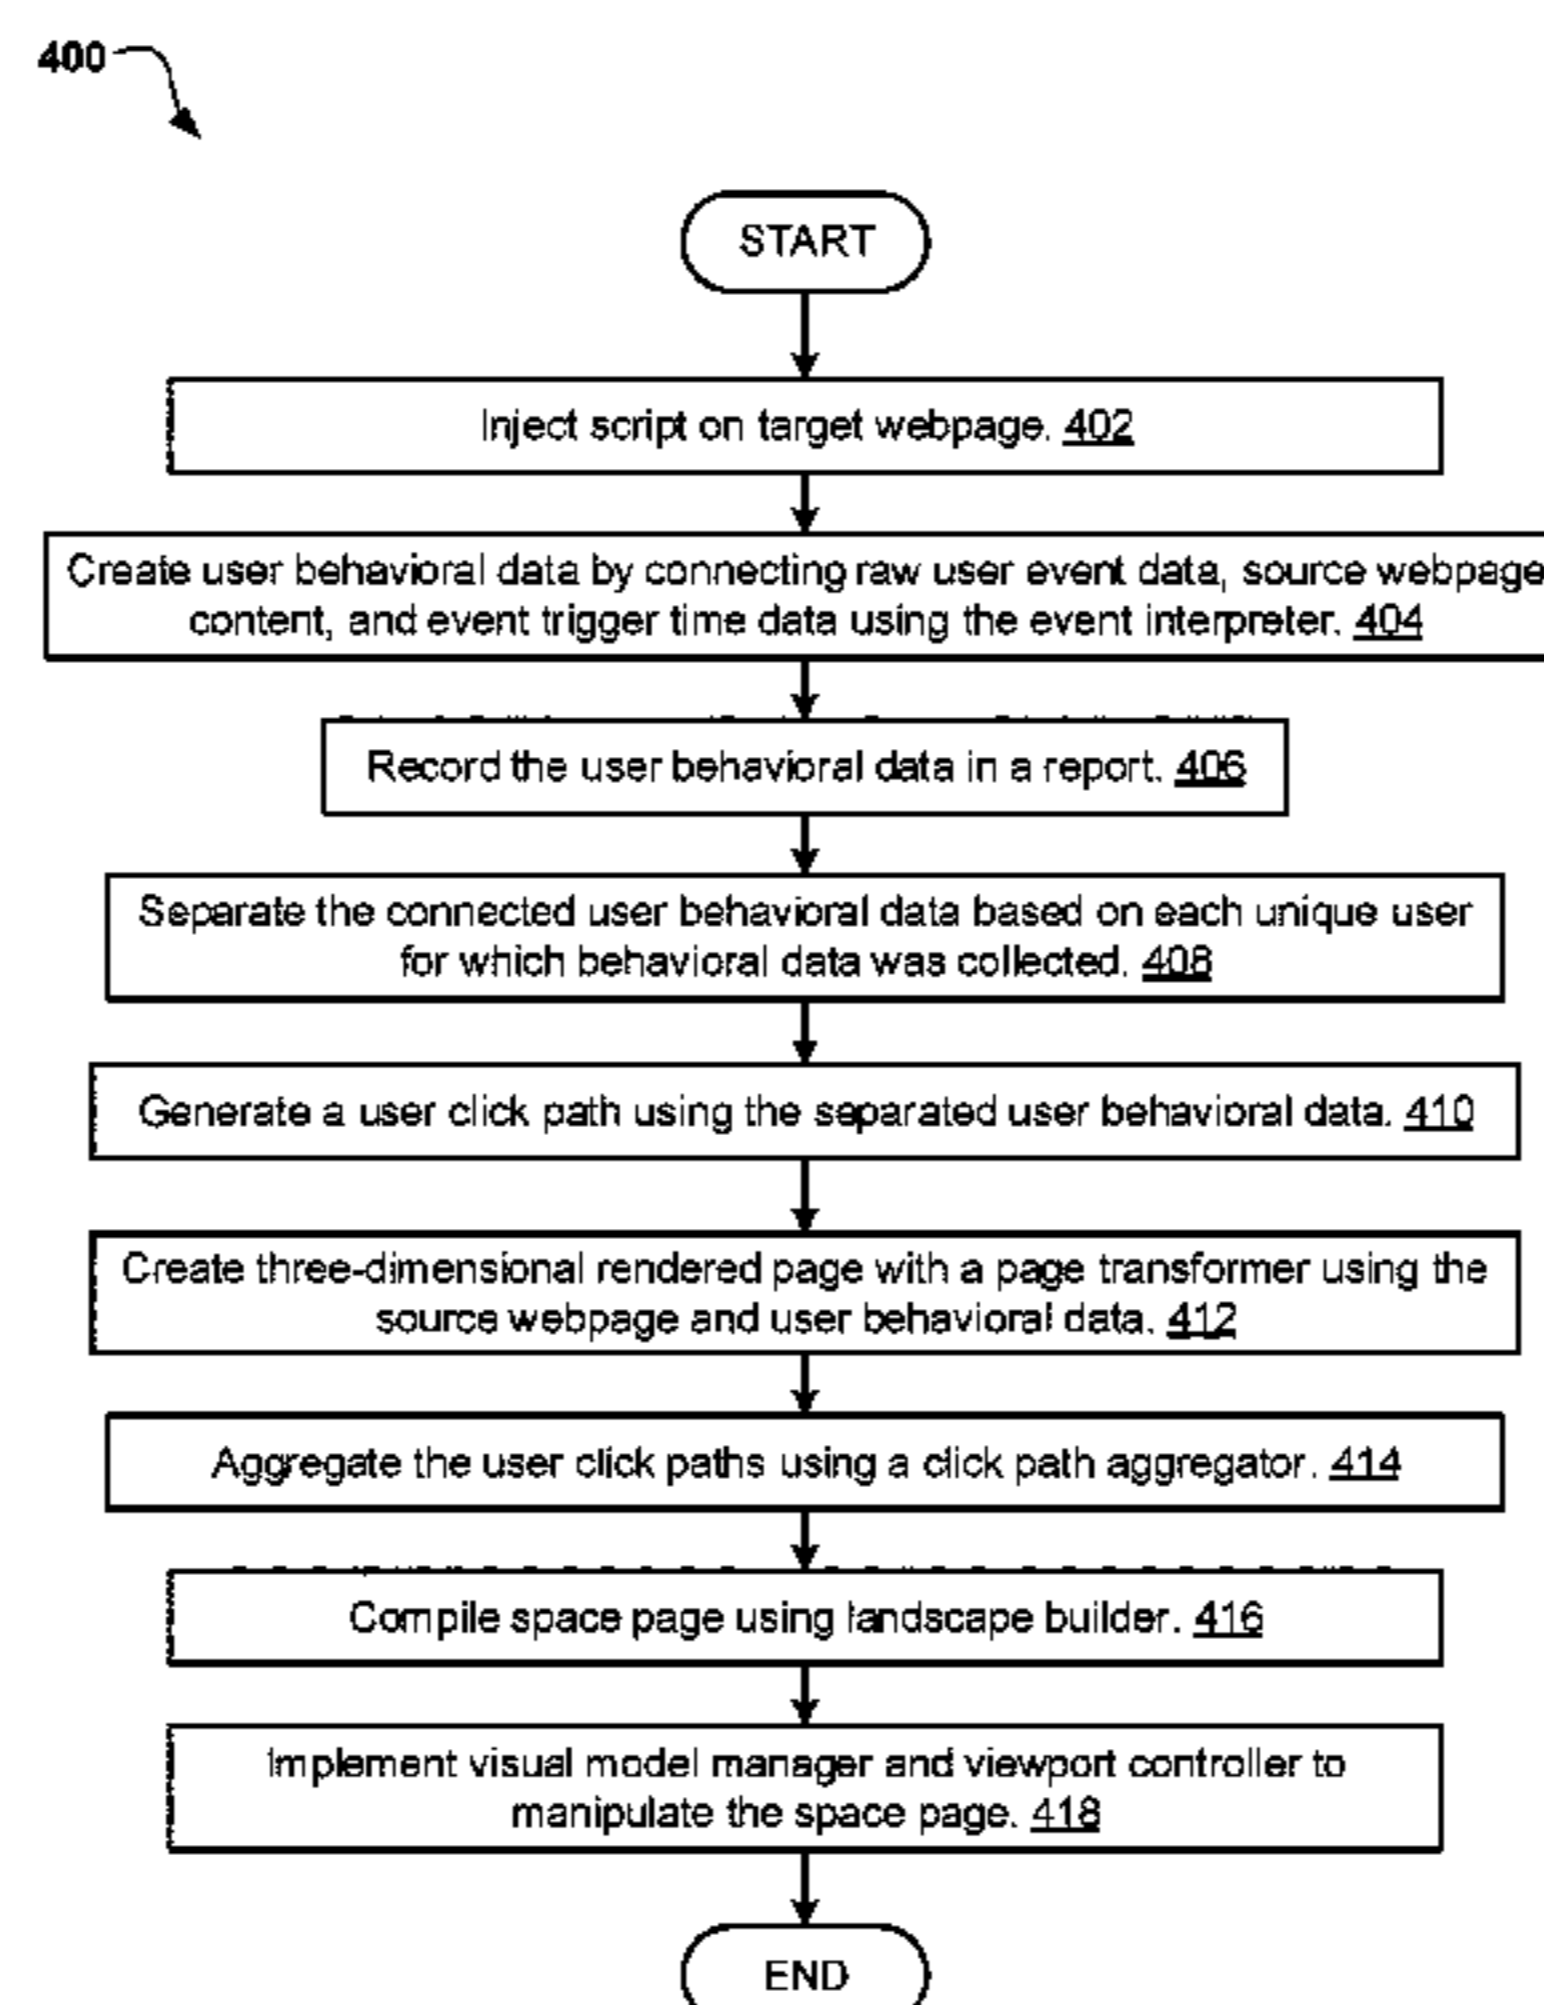 400
START
Inject script on target webpage. 402
Create user behavioral data by connecting raw user event data, source webpage
content, and event trigger time data using the event interpreter. 404
Record the user behavioral data in a report. 406
Separate the connected user behavioral data based on each unique user
for which behavioral data was collected. 408
Generate a user click path using the separated user behavioral data. 410
Create three-dimensional rendered page with a page transformer using the
source webpage and user behavioral data. 412
Aggregate the user click paths using a click path aggregator. 414
Compile space page using landscape builder. 416
Implement visual model manager and viewport controller to
manipulate the space page. 418
END